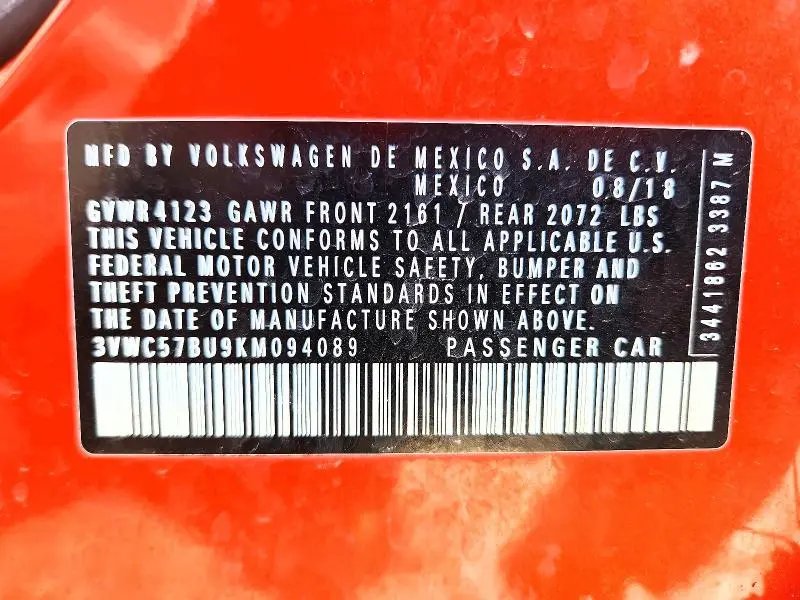 MFD BY VOLKSWAGEN DE MEXICO S.A. DE C.V.
MEXICO 08/18
GVWR 4123 GAWR FRONT 2161 / REAR 2072 LBS
THIS VEHICLE CONFORMS TO ALL APPLICABLE U.S.
FEDERAL MOTOR VEHICLE SAFETY, BUMPER AND
THEFT PREVENTION STANDARDS IN EFFECT ON
THE DATE OF MANUFACTURE SHOWN ABOVE.
3VWC57BU9KM094089 PASSENGER CAR
3441862 3387 M